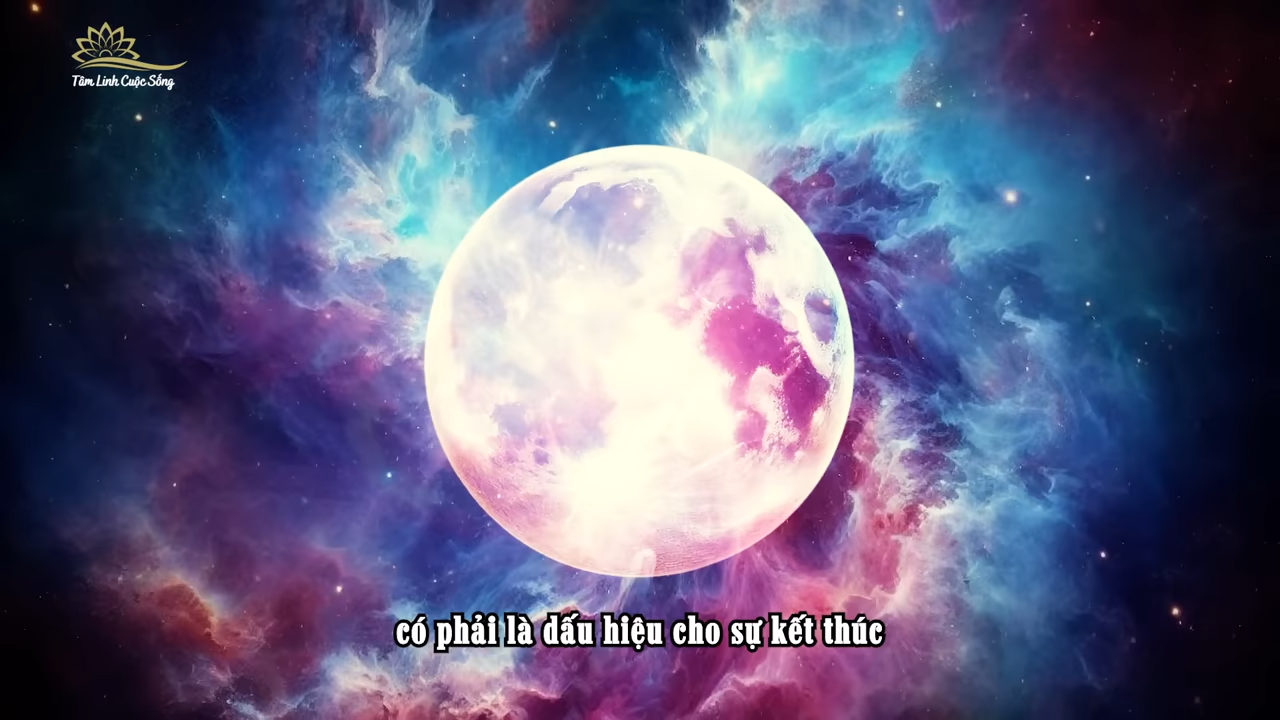 Tâm Linh Cuộc Sống
có phải là dấu hiệu cho sự kết thúc